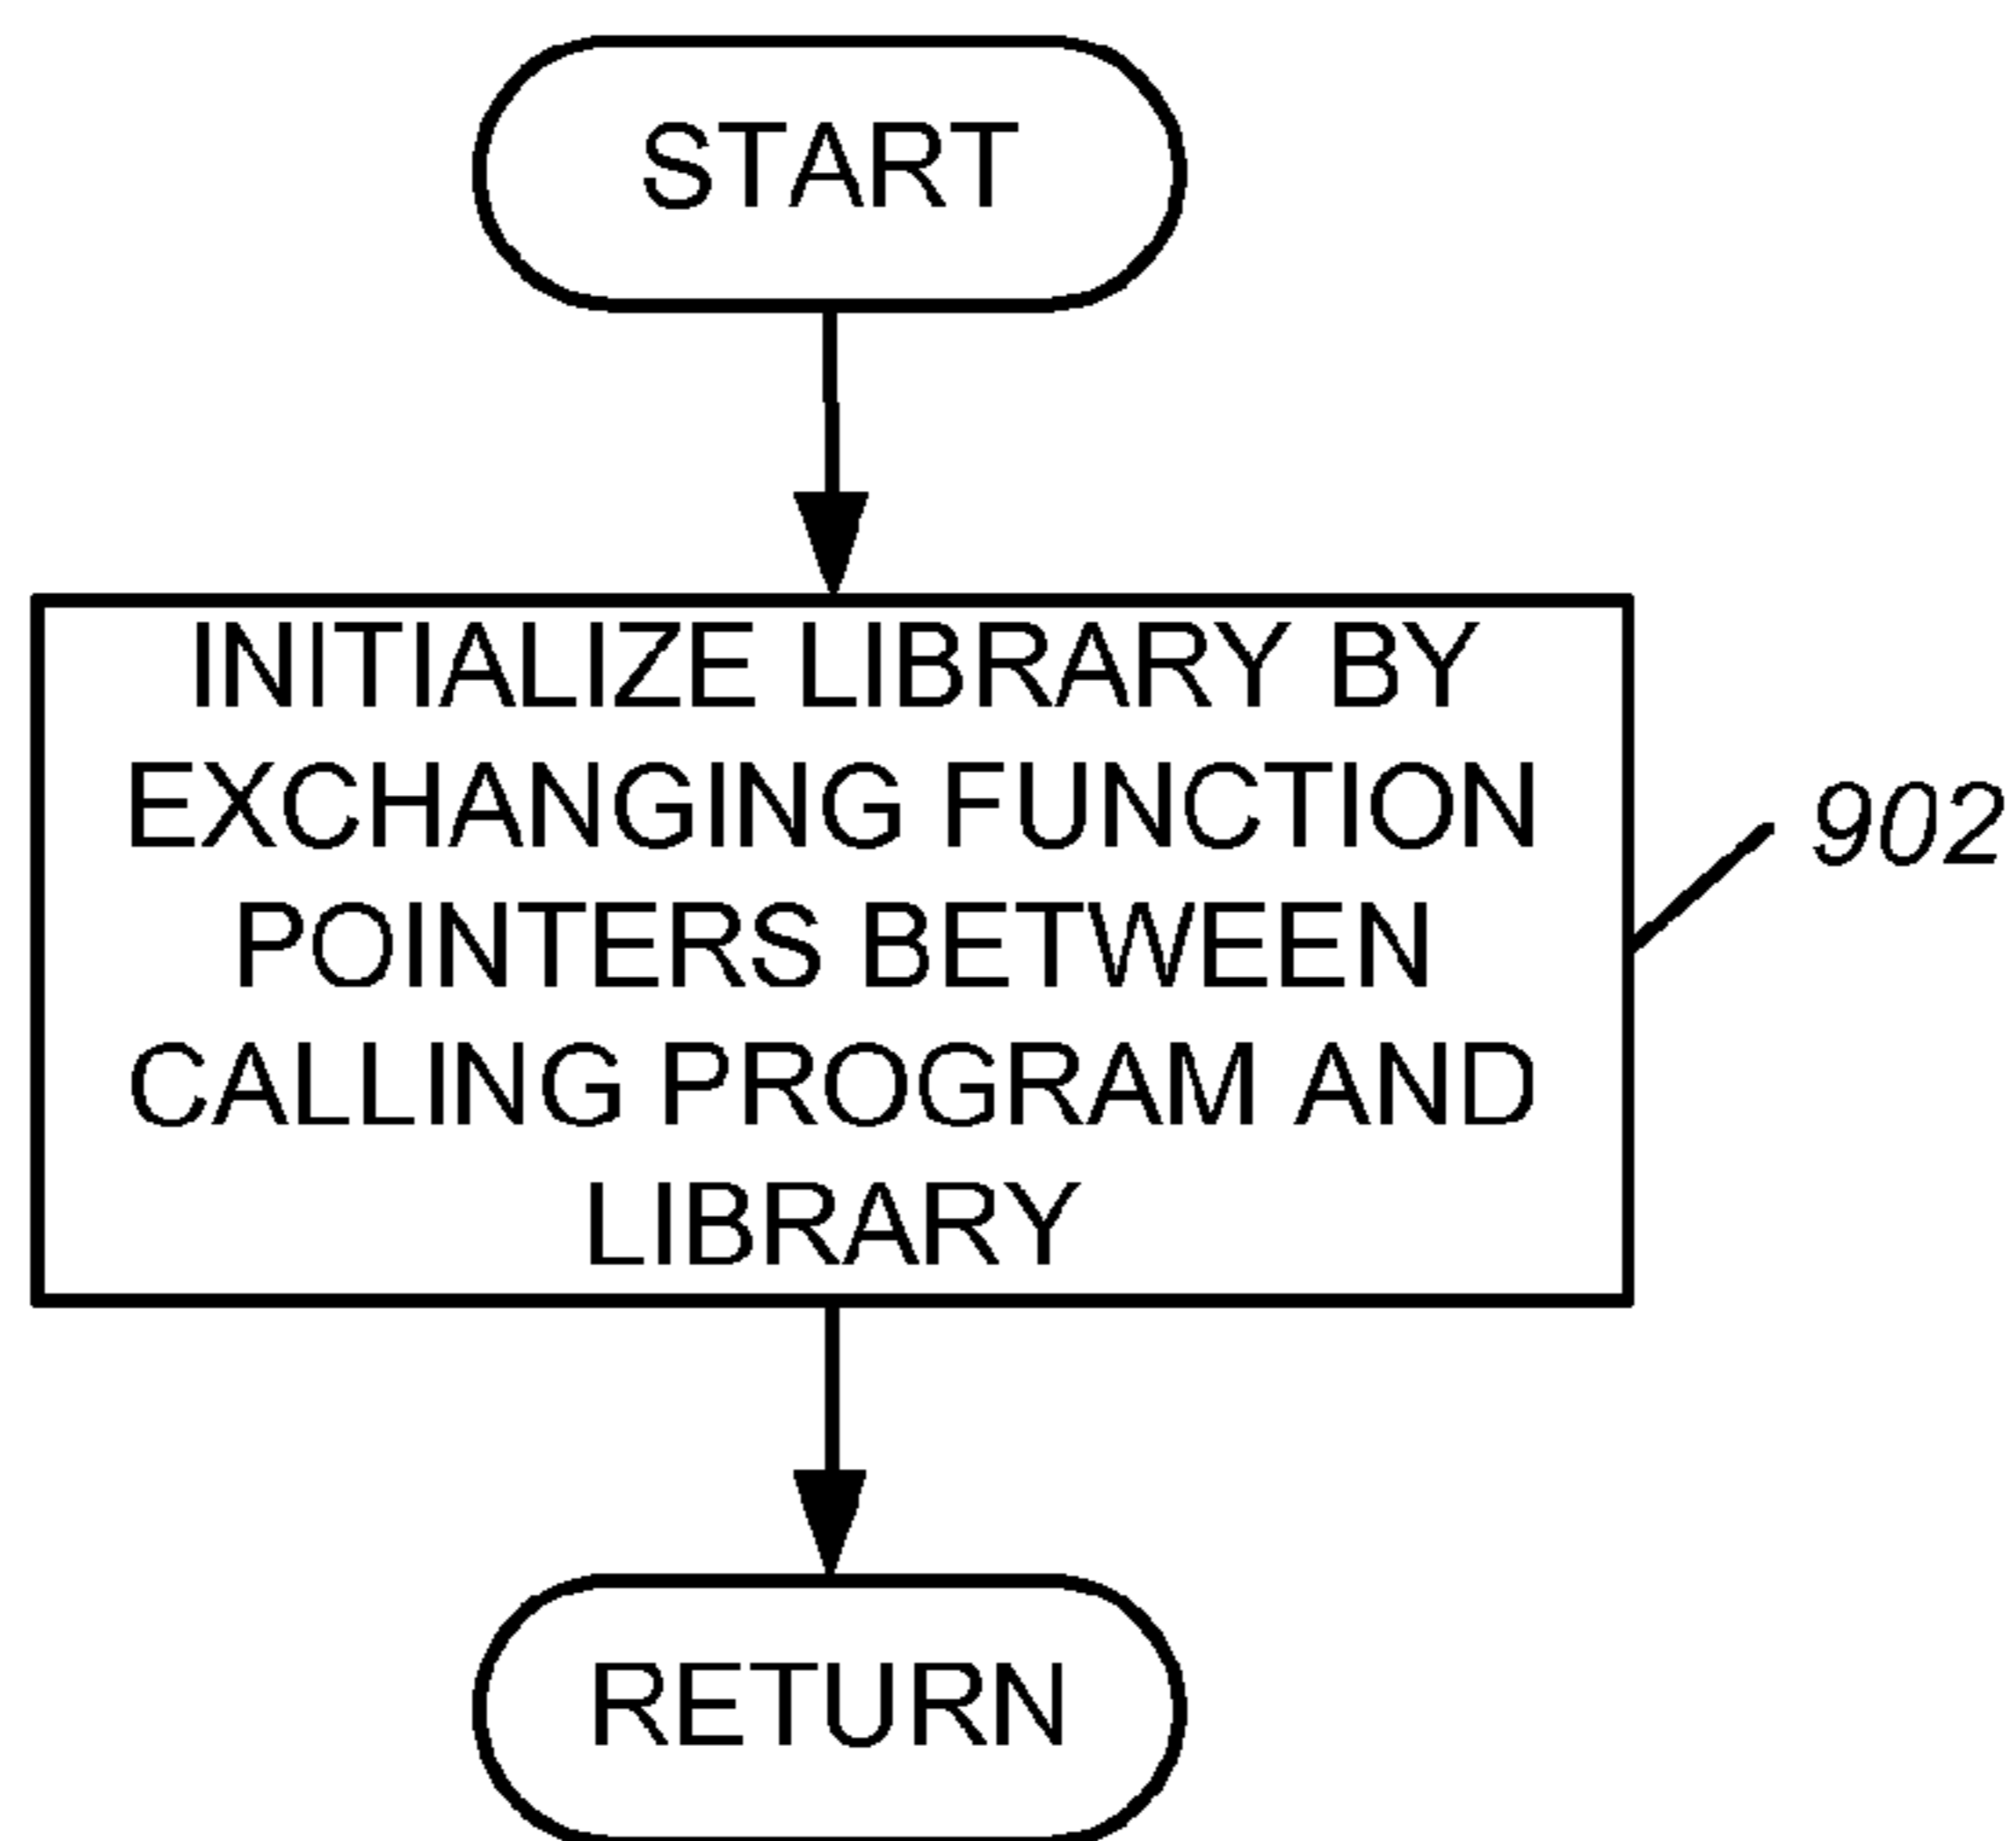 START
INITIALIZE LIBRARY BY
EXCHANGING FUNCTION
POINTERS BETWEEN
CALLING PROGRAM AND
LIBRARY
902
RETURN